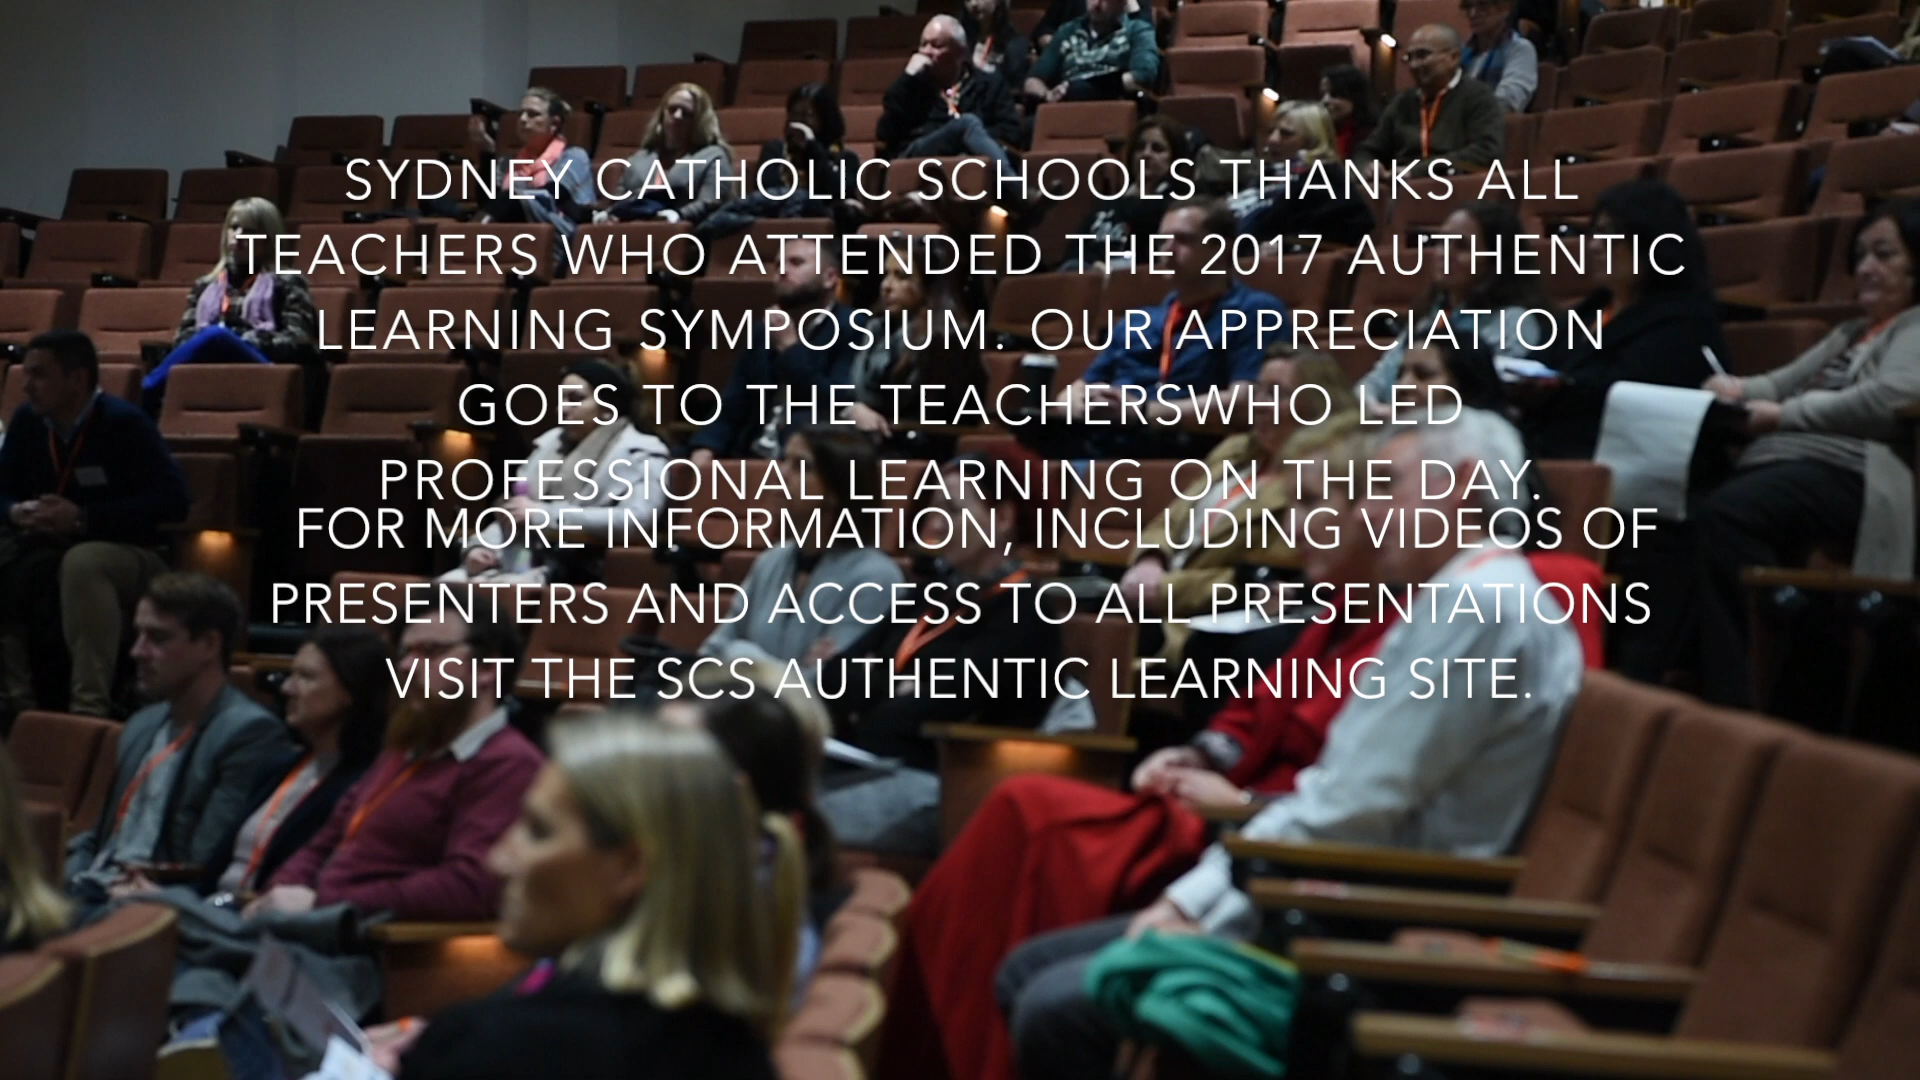 SYDNEY CATHOLIC SCHOOLS THANKS ALL
TEACHERS WHO ATTENDED THE 2017 AUTHENTIC
LEARNING SYMPOSIUM. OUR APPRECIATION
GOES TO THE TEACHERSWHO LED
PROFESSIONAL LEARNING ON THE DAY.
FOR MORE INFORMATION, INCLUDING VIDEOS OF
PRESENTERS AND ACCESS TO ALL PRESENTATIONS
VISIT THE SCS AUTHENTIC LEARNING SITE.